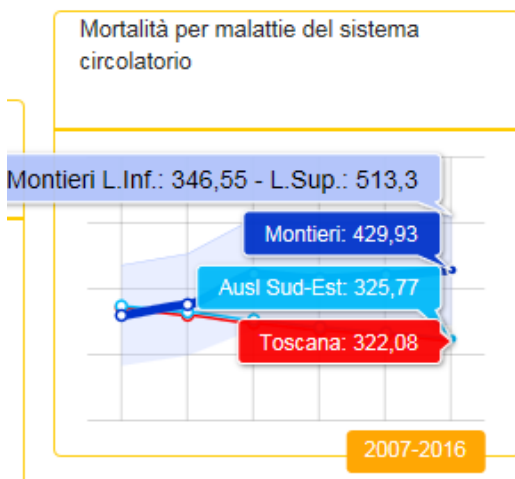 Mortalità per malattie del sistema
circolatorio
Montieri L.Inf.: 346,55 - L.Sup.: 513,3
Montieri: 429,93
Ausl Sud-Est: 325,77
Toscana: 322,08
2007-2016